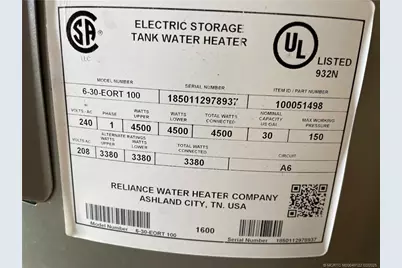 SA
LLC
ELECTRIC STORAGE
TANK WATER HEATER
UL
LISTED
932N
MODEL NUMBER
SERIAL NUMBER
ITEM ID / PART NUMBER
6-30-EORT 100
1850112978937
100051498
VOLTS - AC
PHASE
WATTS UPPER
WATTS LOWER
TOTAL WATTS CONNECTED
NOMINAL CAPACITY US GAL.
MAX WORKING PRESSURE
240 1 4500 4500 4500 30 150
VOLTS AC
ALTERNATE RATINGS
WATTS UPPER
WATTS LOWER
TOTAL WATTS CONNECTED
CIRCUIT
208 3380 3380 3380 A6
RELIANCE WATER HEATER COMPANY
ASHLAND CITY, TN. USA
Model Number 6-30-EORT 100
1600
Serial Number 1850112978937